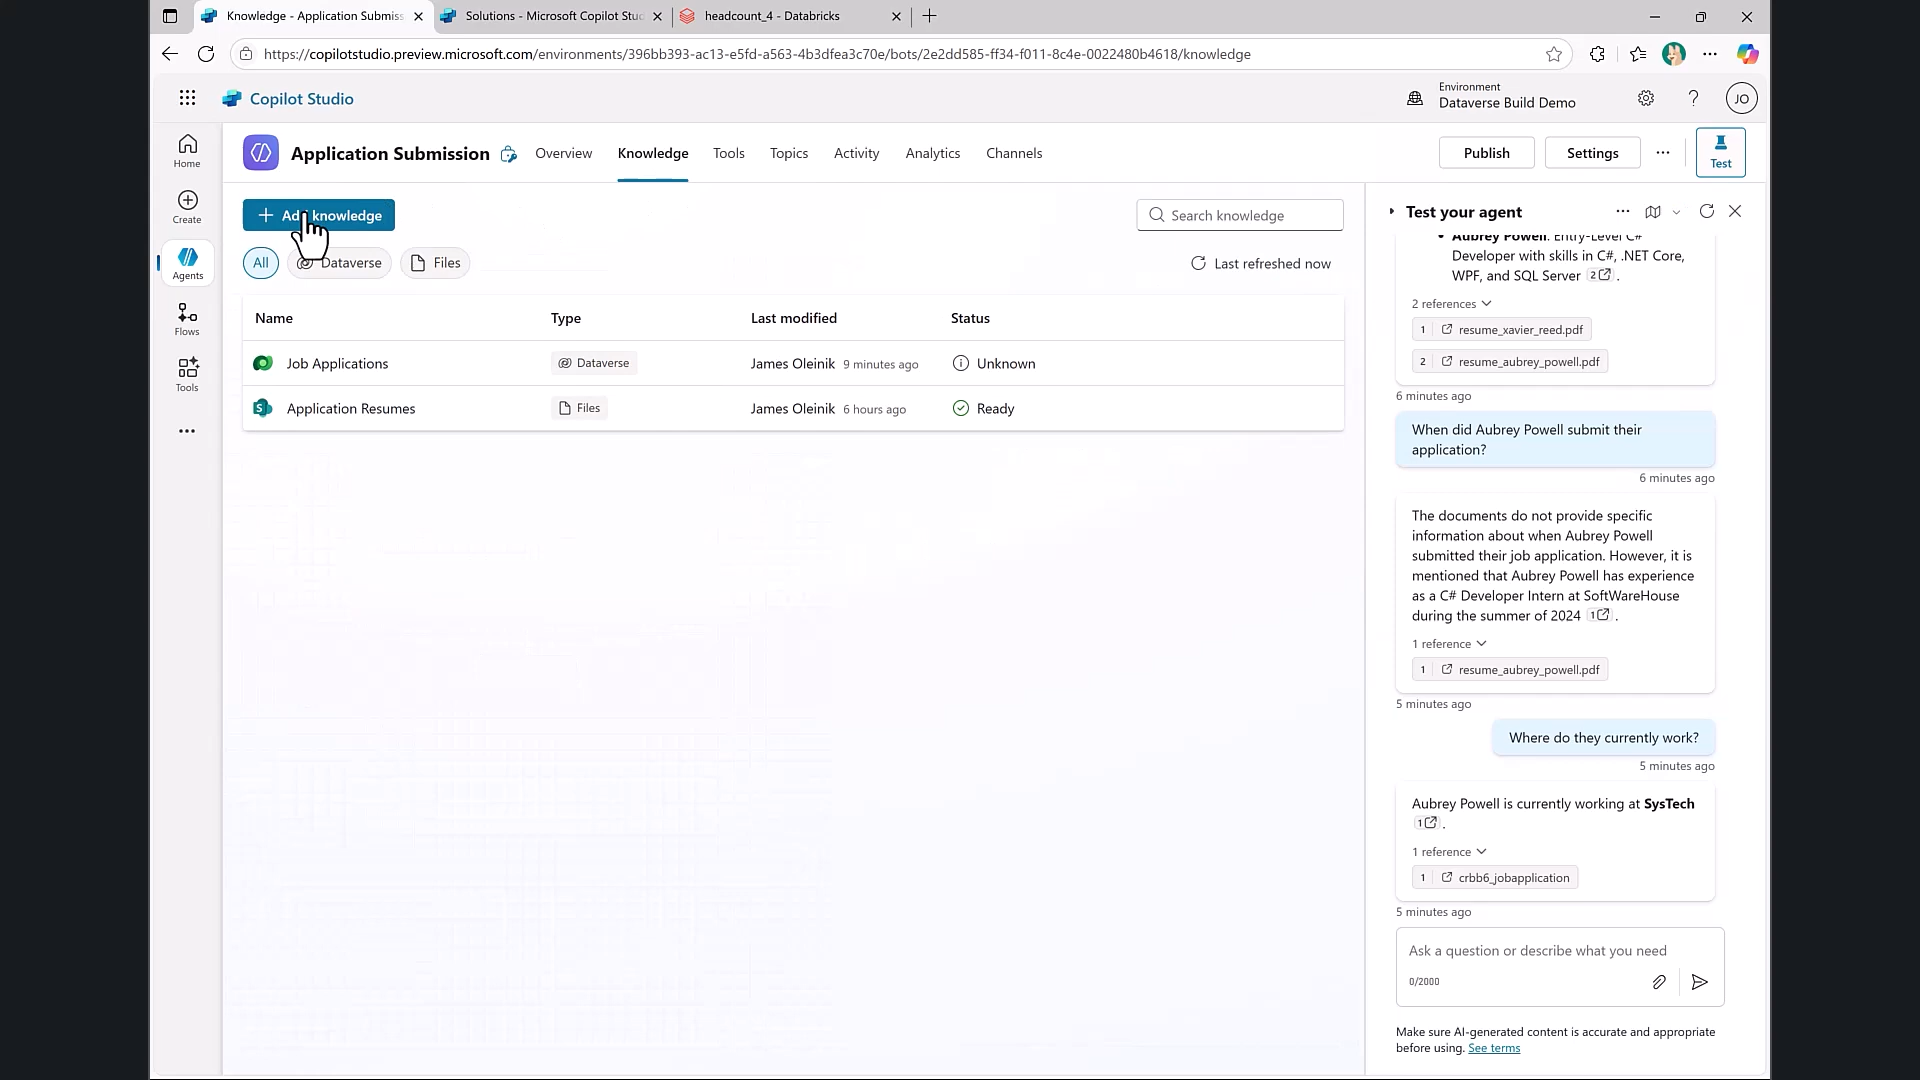 Knowledge - Application Submiss
Solutions - Microsoft Copilot Stud
headcount_4 - Databricks
https://copilotstudio.preview.microsoft.com/environments/396bb393-ac13-e5fd-a563-4b3dfea3c70e/bots/2e2dd585-ff34-f011-8c4e-0022480b4618/knowledge
Copilot Studio
Environment
Dataverse Build Demo
JO
Home
Create
Agents
Flows
Tools
Application Submission
Overview
Knowledge
Tools
Topics
Activity
Analytics
Channels
Publish
Settings
Test
Add knowledge
Search knowledge
All
Dataverse
Files
Last refreshed now
Name Type Last modified Status
Job Applications Dataverse James Oleinik 9 minutes ago Unknown
Application Resumes Files James Oleinik 6 hours ago Ready
Test your agent
Aubrey Powell: Entry-Level C#
Developer with skills in C#, .NET Core,
WPF, and SQL Server 2 .
2 references
1 resume_xavier_reed.pdf
2 resume_aubrey_powell.pdf
6 minutes ago
When did Aubrey Powell submit their
application?
6 minutes ago
The documents do not provide specific
information about when Aubrey Powell
submitted their job application. However, it is
mentioned that Aubrey Powell has experience
as a C# Developer Intern at SoftWareHouse
during the summer of 2024 1 .
1 reference
1 resume_aubrey_powell.pdf
5 minutes ago
Where do they currently work?
5 minutes ago
Aubrey Powell is currently working at SysTech
1 .
1 reference
1 crbb6_jobapplication
5 minutes ago
Ask a question or describe what you need
0/2000
Make sure AI-generated content is accurate and appropriate
before using. See terms